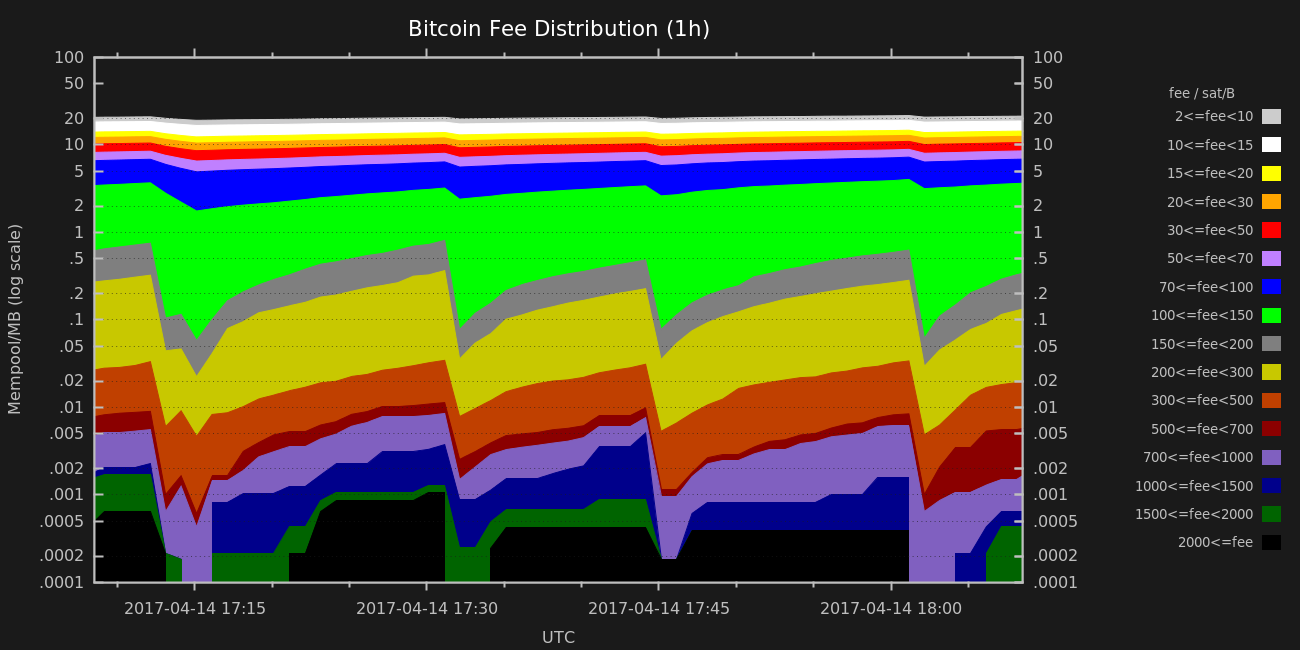 Bitcoin Fee Distribution (1h)
100
50
20
10
5
2
1
.5
.2
.1
.05
.02
.01
.005
.002
.001
.0005
.0002
.0001
Mempool/MB (log scale)
100
50
20
10
5
2
1
.5
.2
.1
.05
.02
.01
.005
.002
.001
.0005
.0002
.0001
2017-04-14 17:15
2017-04-14 17:30
2017-04-14 17:45
2017-04-14 18:00
UTC
fee / sat/B
2<=fee<10
10<=fee<15
15<=fee<20
20<=fee<30
30<=fee<50
50<=fee<70
70<=fee<100
100<=fee<150
150<=fee<200
200<=fee<300
300<=fee<500
500<=fee<700
700<=fee<1000
1000<=fee<1500
1500<=fee<2000
2000<=fee